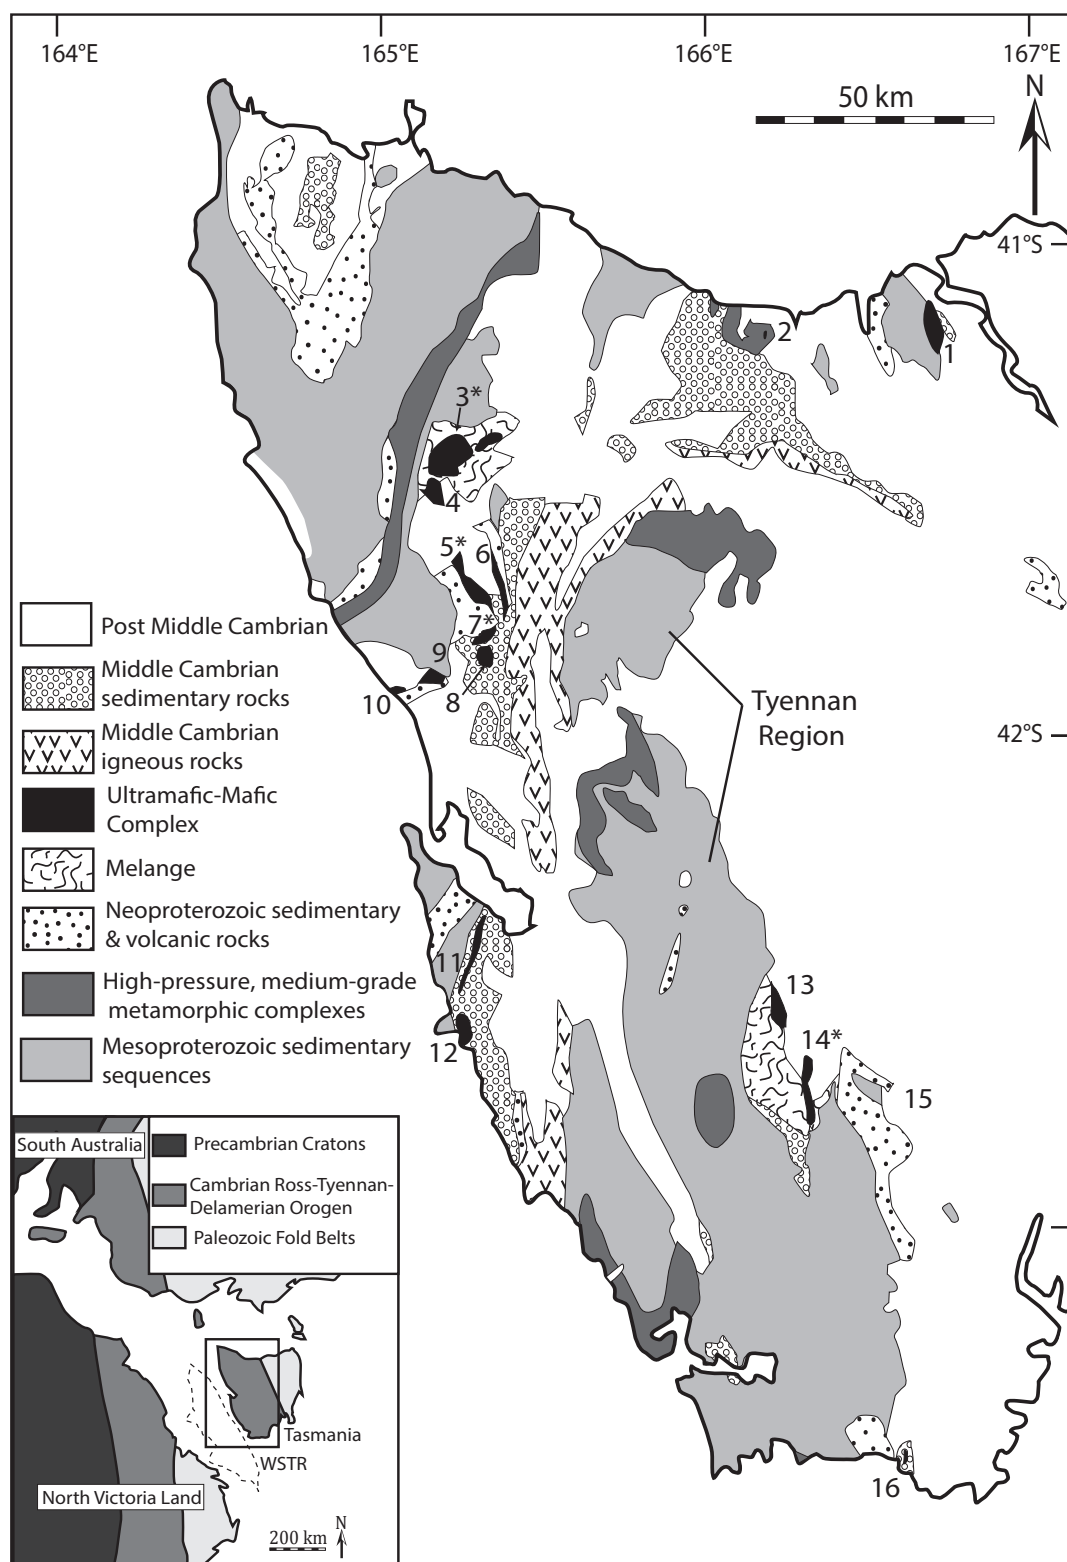 164°E
165°E
166°E
167°E
50 km
N
41°S
1
2
3*
4
5*
6
7*
8
9
10
Tyennan
Region
42°S
11
12
13
14*
15
16
Post Middle Cambrian
Middle Cambrian
sedimentary rocks
Middle Cambrian
igneous rocks
Ultramafic-Mafic
Complex
Melange
Neoproterozoic sedimentary
& volcanic rocks
High-pressure, medium-grade
metamorphic complexes
Mesoproterozoic sedimentary
sequences
South Australia
Precambrian Cratons
Cambrian Ross-Tyennan-
Delamerian Orogen
Paleozoic Fold Belts
Tasmania
WSTR
North Victoria Land
200 km
N